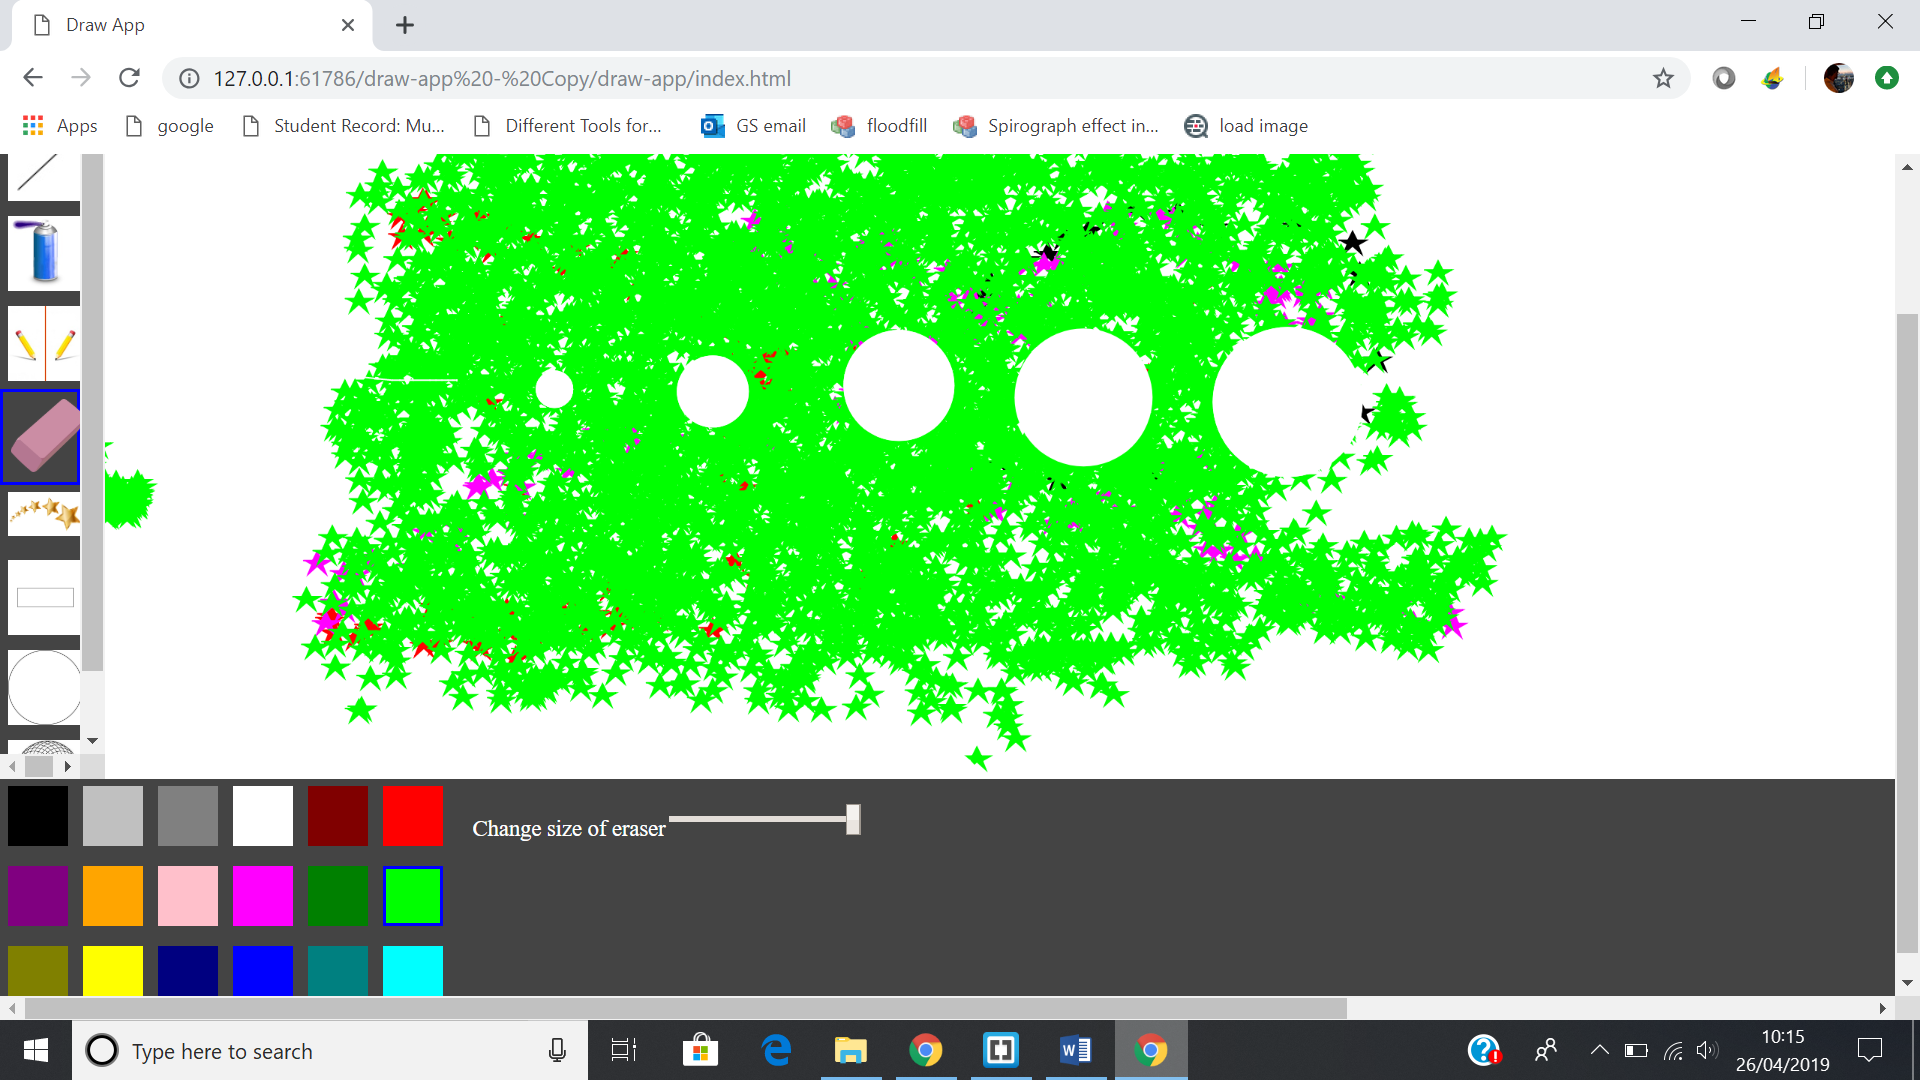 Draw App
127.0.0.1:61786/draw-app%20-%20Copy/draw-app/index.html
Apps google Student Record: Mu... Different Tools for... GS email floodfill Spirograph effect in... load image
Change size of eraser
Type here to search
10:15
26/04/2019